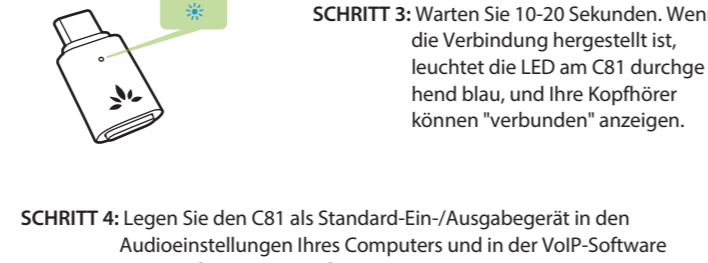 SCHRITT 3: Warten Sie 10-20 Sekunden.
die Verbindung hergestellt ist,
leuchtet die LED am C81 durchge
hend blau, und Ihre Kopfhörer
können "verbunden" anzeigen.
SCHRITT 4: Legen Sie den C81 als Standard-Ein-/Ausgabegerät in den
Audioeinstellungen Ihres Computers und in der VoIP-Software